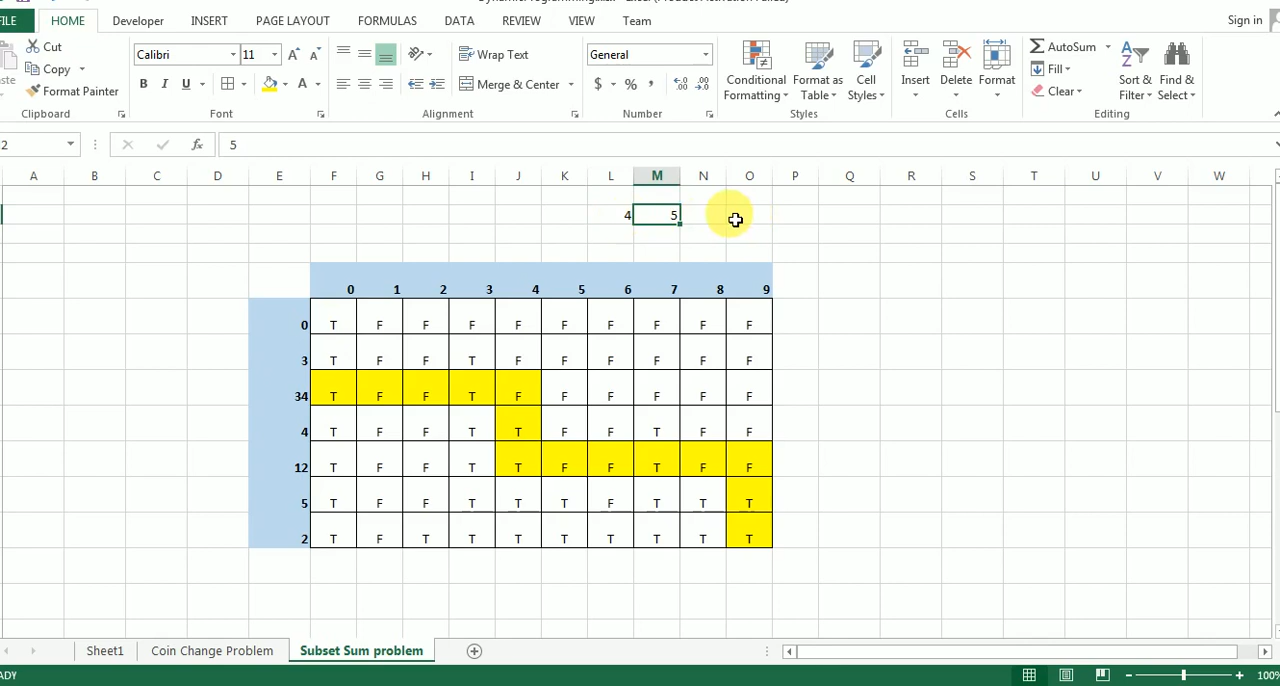 FILE HOME Developer INSERT PAGE LAYOUT FORMULAS DATA REVIEW VIEW Team Sign in
Cut
Copy
Format Painter
Clipboard
Calibri 11
B I U
Font
Wrap Text
Merge & Center
Alignment
General
$ %
Number
Conditional Formatting
Format as Table
Cell Styles
Styles
Insert Delete Format
Cells
AutoSum
Fill
Clear
Sort & Filter
Find & Select
Editing
2 fx 5
A B C D E F G H I J K L M N O P Q R S T U V W
4 5
0 1 2 3 4 5 6 7 8 9
0 T F F F F F F F F F
3 T F F T F F F F F F
34 T F F T F F F F F F
4 T F F T T F F T F F
12 T F F T T F F T F F
5 T F F T T T F T T T
2 T F T T T T T T T T
Sheet1 Coin Change Problem Subset Sum problem
100%